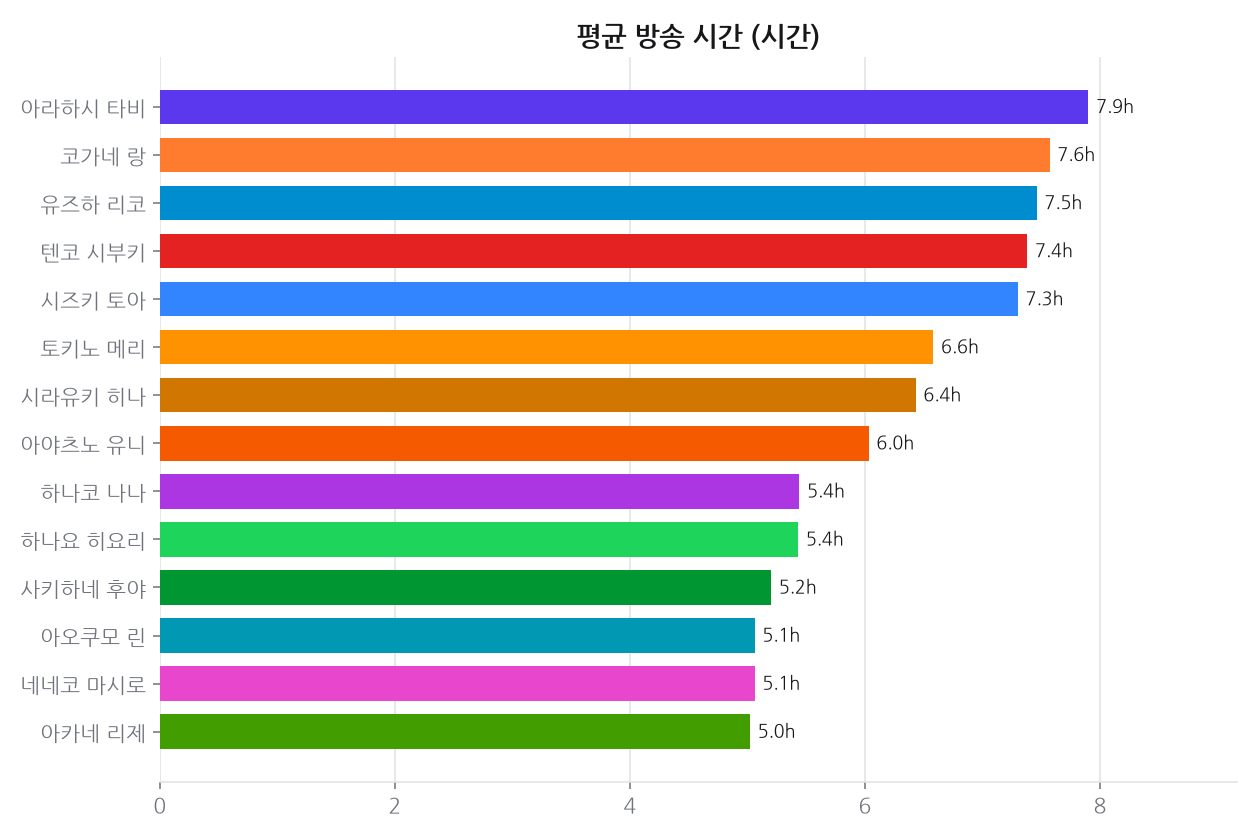 평균 방송 시간 (시간)
아라하시 타비 7.9h
코가네 랑 7.6h
유즈하 리코 7.5h
텐코 시부키 7.4h
시즈키 토아 7.3h
토키노 메리 6.6h
시라유키 히나 6.4h
아야츠노 유니 6.0h
하나코 나나 5.4h
하나요 히요리 5.4h
사키하네 후야 5.2h
아오쿠모 린 5.1h
네네코 마시로 5.1h
아카네 리제 5.0h
0 2 4 6 8